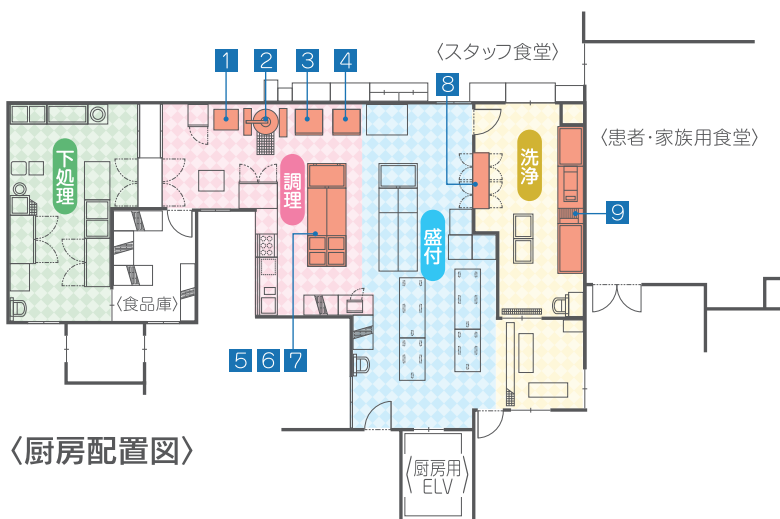 〈スタッフ食堂〉
1
2
3
4
8
〈患者・家族用食堂〉
下処理
調理
洗浄
盛付
9
〈食品庫〉
5
6
7
〈厨房配置図〉
〈厨房用
ELV〉